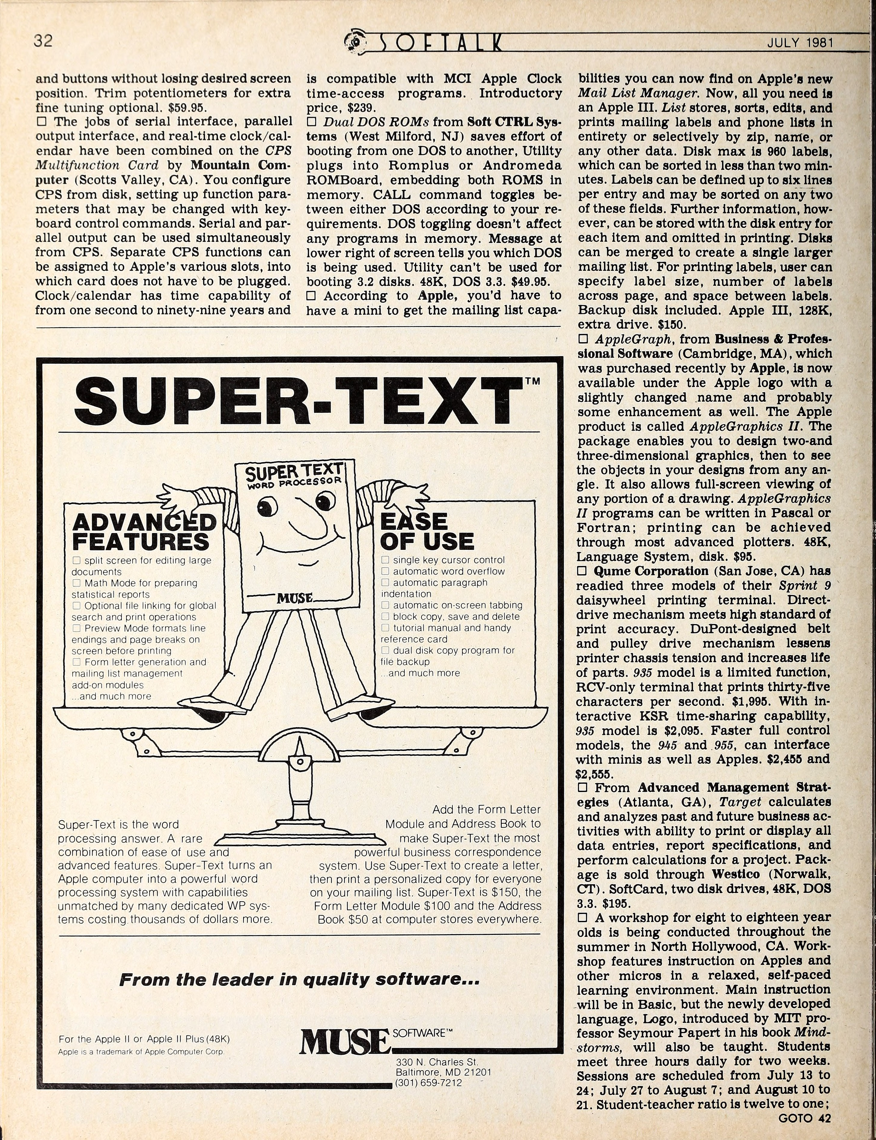 32
SOFTALK
JULY 1981
and buttons without losing desired screen
position. Trim potentiometers for extra
fine tuning optional. $59.95.
□ The jobs of serial interface, parallel
output interface, and real-time clock/cal-
endar have been combined on the CPS
Multifunction Card by Mountain Com-
puter (Scotts Valley, CA). You configure
CPS from disk, setting up function para-
meters that may be changed with key-
board control commands. Serial and par-
allel output can be used simultaneously
from CPS. Separate CPS functions can
be assigned to Apple's various slots, into
which card does not have to be plugged.
Clock/calendar has time capability of
from one second to ninety-nine years and
is compatible with MCI Apple Clock
time-access programs. Introductory
price, $239.
□ Dual DOS ROMs from Soft CTRL Sys-
tems (West Milford, NJ) saves effort of
booting from one DOS to another, Utility
plugs into Romplus or Andromeda
ROMBoard, embedding both ROMS in
memory. CALL command toggles be-
tween either DOS according to your re-
quirements. DOS toggling doesn't affect
any programs in memory. Message at
lower right of screen tells you which DOS
is being used. Utility can't be used for
booting 3.2 disks. 48K, DOS 3.3. $49.95.
□ According to Apple, you'd have to
have a mini to get the mailing list capa-
bilities you can now find on Apple's new
Mail List Manager. Now, all you need is
an Apple III. List stores, sorts, edits, and
prints mailing labels and phone lists in
entirety or selectively by zip, name, or
any other data. Disk max is 960 labels,
which can be sorted in less than two min-
utes. Labels can be defined up to six lines
per entry and may be sorted on any two
of these fields. Further information, how-
ever, can be stored with the disk entry for
each item and omitted in printing. Disks
can be merged to create a single larger
mailing list. For printing labels, user can
specify label size, number of labels
across page, and space between labels.
Backup disk included. Apple III, 128K,
extra drive. $150.
□ AppleGraph, from Business & Profes-
sional Software (Cambridge, MA), which
was purchased recently by Apple, is now
available under the Apple logo with a
slightly changed name and probably
some enhancement as well. The Apple
product is called AppleGraphics II. The
package enables you to design two-and
three-dimensional graphics, then to see
the objects in your designs from any an-
gle. It also allows full-screen viewing of
any portion of a drawing. AppleGraphics
II programs can be written in Pascal or
Fortran; printing can be achieved
through most advanced plotters. 48K,
Language System, disk. $95.
□ Qume Corporation (San Jose, CA) has
readied three models of their Sprint 9
daisywheel printing terminal. Direct-
drive mechanism meets high standard of
print accuracy. DuPont-designed belt
and pulley drive mechanism lessens
printer chassis tension and increases life
of parts. 935 model is a limited function,
RCV-only terminal that prints thirty-five
characters per second. $1,995. With in-
teractive KSR time-sharing capability,
935 model is $2,095. Faster full control
models, the 945 and 955, can interface
with minis as well as Apples. $2,455 and
$2,555.
□ From Advanced Management Strat-
egies (Atlanta, GA), Target calculates
and analyzes past and future business ac-
tivities with ability to print or display all
data entries, report specifications, and
perform calculations for a project. Pack-
age is sold through Westico (Norwalk,
CT). SoftCard, two disk drives, 48K, DOS
3.3. $195.
□ A workshop for eight to eighteen year
olds is being conducted throughout the
summer in North Hollywood, CA. Work-
shop features instruction on Apples and
other micros in a relaxed, self-paced
learning environment. Main instruction
will be in Basic, but the newly developed
language, Logo, introduced by MIT pro-
fessor Seymour Papert in his book Mind-
storms, will also be taught. Students
meet three hours daily for two weeks.
Sessions are scheduled from July 13 to
24; July 27 to August 7; and August 10 to
21. Student-teacher ratio is twelve to one;
GOTO 42
SUPER-TEXT™
SUPER TEXT
WORD PROCESSOR
MUSE
ADVANCED
FEATURES
□ split screen for editing large
documents
□ Math Mode for preparing
statistical reports
□ Optional file linking for global
search and print operations
□ Preview Mode formats line
endings and page breaks on
screen before printing
□ Form letter generation and
mailing list management
add-on modules
...and much more
EASE
OF USE
□ single key cursor control
□ automatic word overflow
□ automatic paragraph
indentation
□ automatic on-screen tabbing
□ block copy, save and delete
□ tutorial manual and handy
reference card
□ dual disk copy program for
file backup
...and much more
Super-Text is the word
processing answer. A rare
combination of ease of use and
advanced features. Super-Text turns an
Apple computer into a powerful word
processing system with capabilities
unmatched by many dedicated WP sys-
tems costing thousands of dollars more.
Add the Form Letter
Module and Address Book to
make Super-Text the most
powerful business correspondence
system. Use Super-Text to create a letter,
then print a personalized copy for everyone
on your mailing list. Super-Text is $150, the
Form Letter Module $100 and the Address
Book $50 at computer stores everywhere.
From the leader in quality software...
For the Apple II or Apple II Plus (48K)
Apple is a trademark of Apple Computer Corp.
MUSE SOFTWARE™
330 N. Charles St.
Baltimore, MD 21201
(301) 659-7212